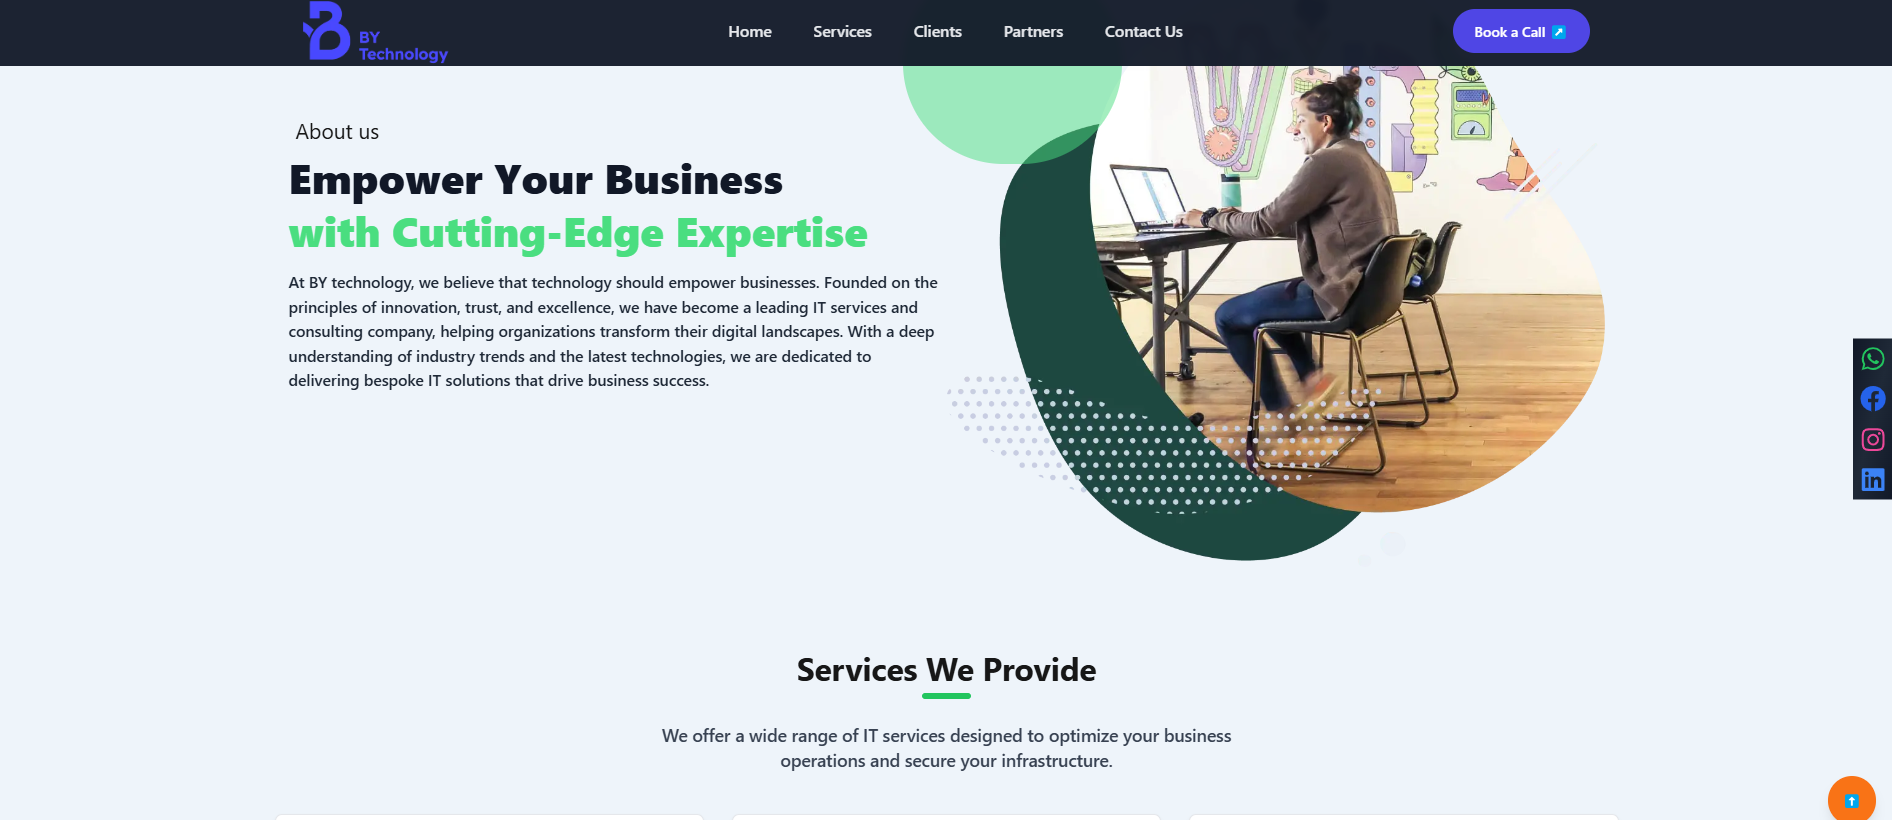 BY
Technology
Home
Services
Clients
Partners
Contact Us
Book a Call
About us
Empower Your Business
with Cutting-Edge Expertise
At BY technology, we believe that technology should empower businesses. Founded on the
principles of innovation, trust, and excellence, we have become a leading IT services and
consulting company, helping organizations transform their digital landscapes. With a deep
understanding of industry trends and the latest technologies, we are dedicated to
delivering bespoke IT solutions that drive business success.
Services We Provide
We offer a wide range of IT services designed to optimize your business
operations and secure your infrastructure.